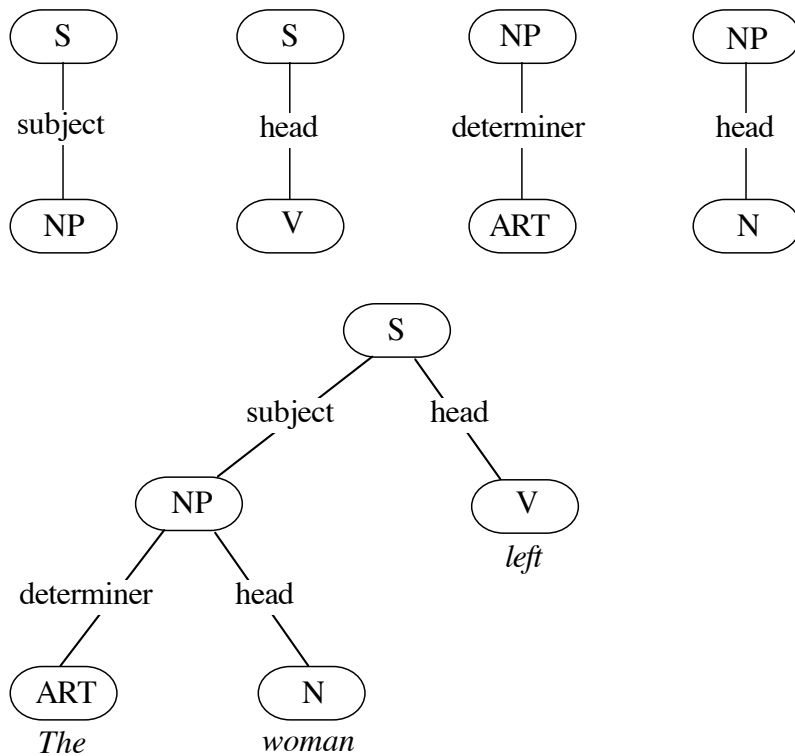 S S NP NP
subject head determiner head
NP V ART N
S
subject head
NP V
left
determiner head
ART N
The woman